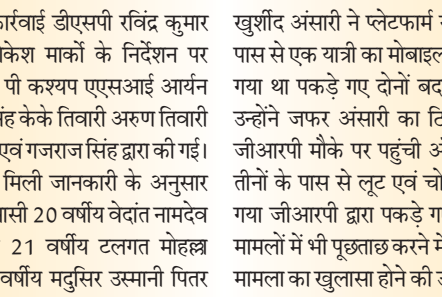 कार्रवाई डीएसपी रविंद्र कुमार
राकेश मार्को के निर्देशन पर
पी कश्यप एएसआई आर्यन
सिंह केके तिवारी अरुण तिवारी
एवं गजराज सिंह द्वारा की गई।
मिली जानकारी के अनुसार
वासी 20 वर्षीय वेदांत नामदेव
21 वर्षीय टलगत मोहल्ला
वर्षीय मदुसिर उस्मानी पितर
खुर्शीद अंसारी ने प्लेटफार्म
पास से एक यात्री का मोबाइल
गया था पकड़े गए दोनों बद
उन्होंने जफर अंसारी का
जीआरपी मौके पर पहुंची
तीनों के पास से लूट एवं चो
गया जीआरपी द्वारा पकड़े
मामलों में भी पूछताछ करने
मामला का खुलासा होने की